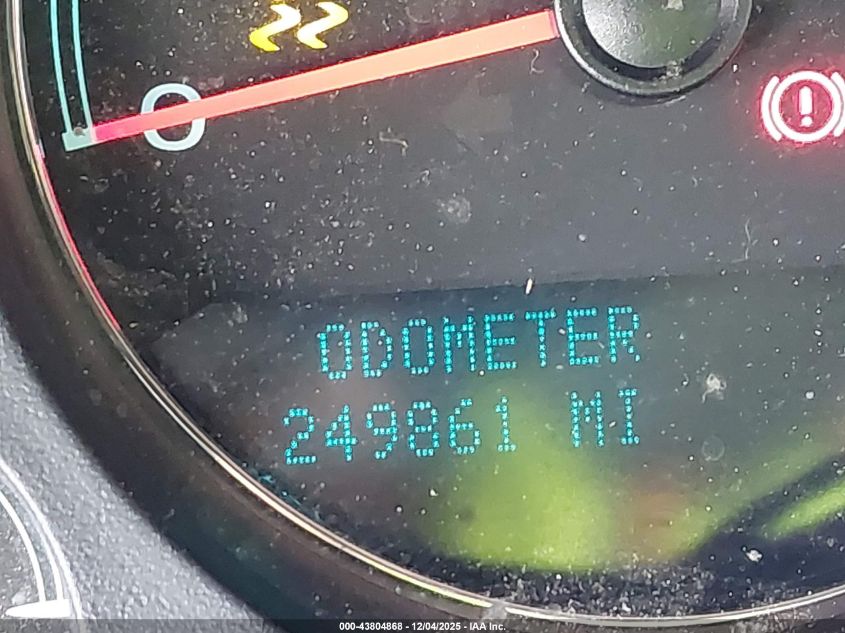 0
ODOMETER
249861 MI
000-43804868 - 12/04/2025 - IAA Inc.